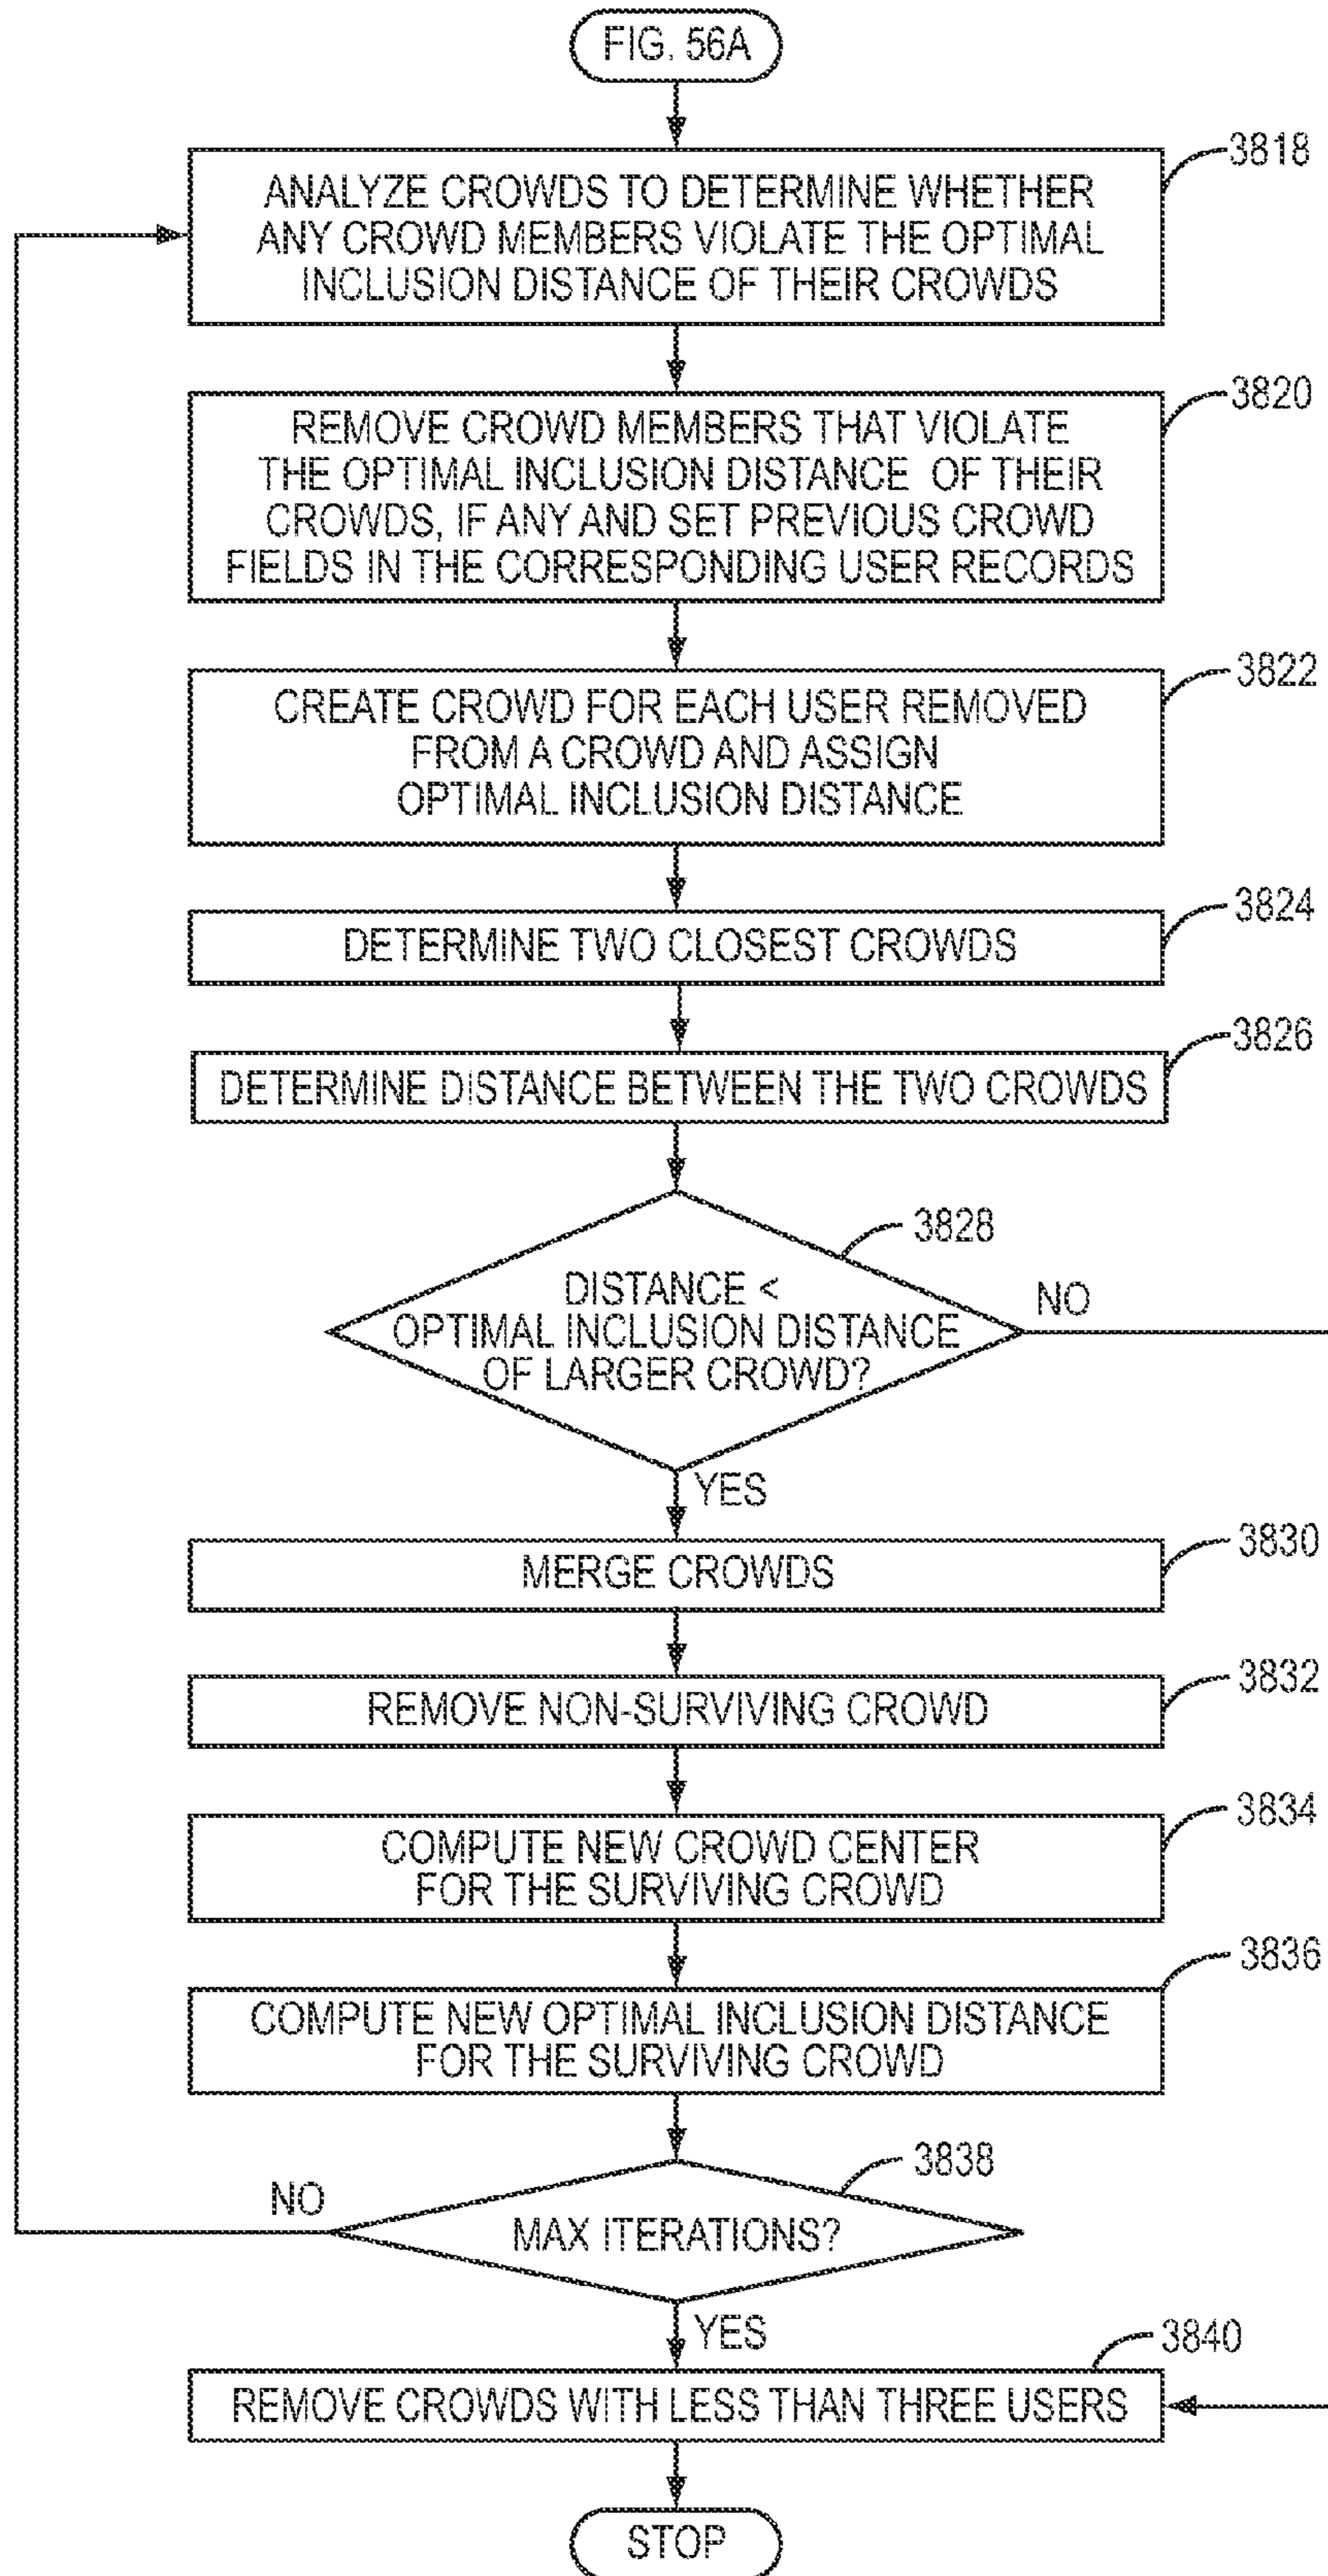 FIG. 56A
3818
ANALYZE CROWDS TO DETERMINE WHETHER
ANY CROWD MEMBERS VIOLATE THE OPTIMAL
INCLUSION DISTANCE OF THEIR CROWDS
3820
REMOVE CROWD MEMBERS THAT VIOLATE
THE OPTIMAL INCLUSION DISTANCE OF THEIR
CROWDS, IF ANY AND SET PREVIOUS CROWD
FIELDS IN THE CORRESPONDING USER RECORDS
3822
CREATE CROWD FOR EACH USER REMOVED
FROM A CROWD AND ASSIGN
OPTIMAL INCLUSION DISTANCE
3824
DETERMINE TWO CLOSEST CROWDS
3826
DETERMINE DISTANCE BETWEEN THE TWO CROWDS
3828
DISTANCE <
OPTIMAL INCLUSION DISTANCE
OF LARGER CROWD?
NO
YES
3830
MERGE CROWDS
3832
REMOVE NON-SURVIVING CROWD
3834
COMPUTE NEW CROWD CENTER
FOR THE SURVIVING CROWD
3836
COMPUTE NEW OPTIMAL INCLUSION DISTANCE
FOR THE SURVIVING CROWD
3838
NO
MAX ITERATIONS?
YES
3840
REMOVE CROWDS WITH LESS THAN THREE USERS
STOP